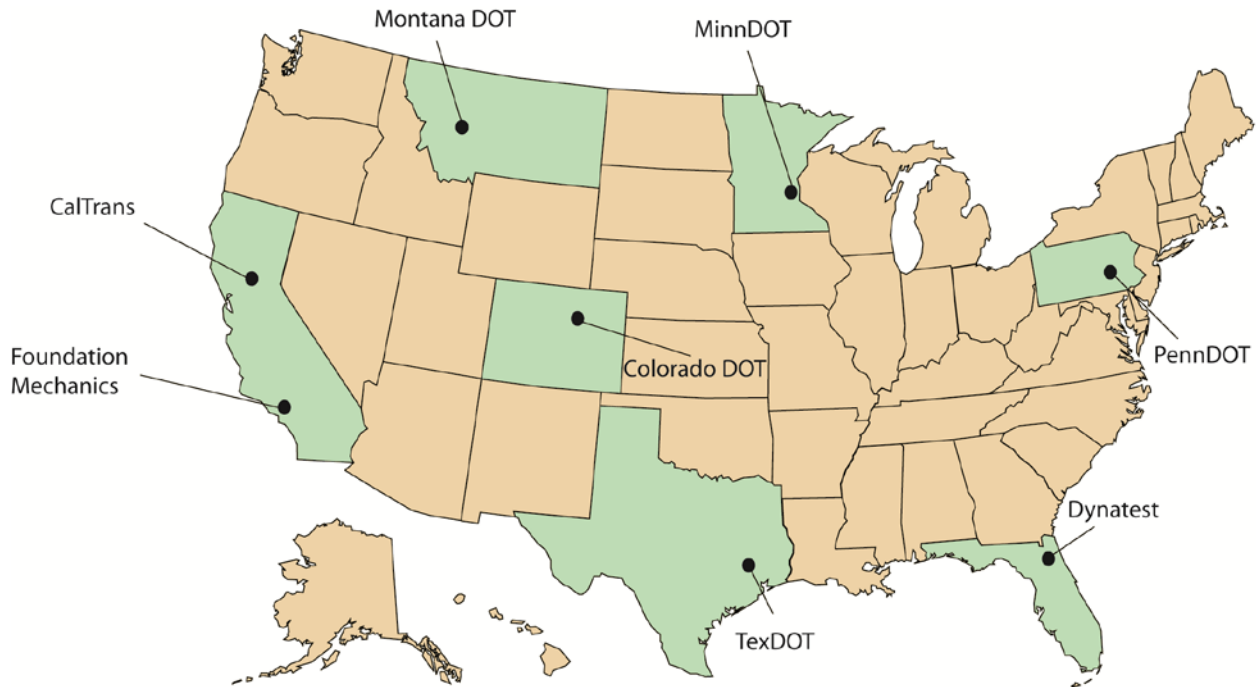 Montana DOT
MinnDOT
CalTrans
Foundation
Mechanics
Colorado DOT
PennDOT
Dynatest
TexDOT